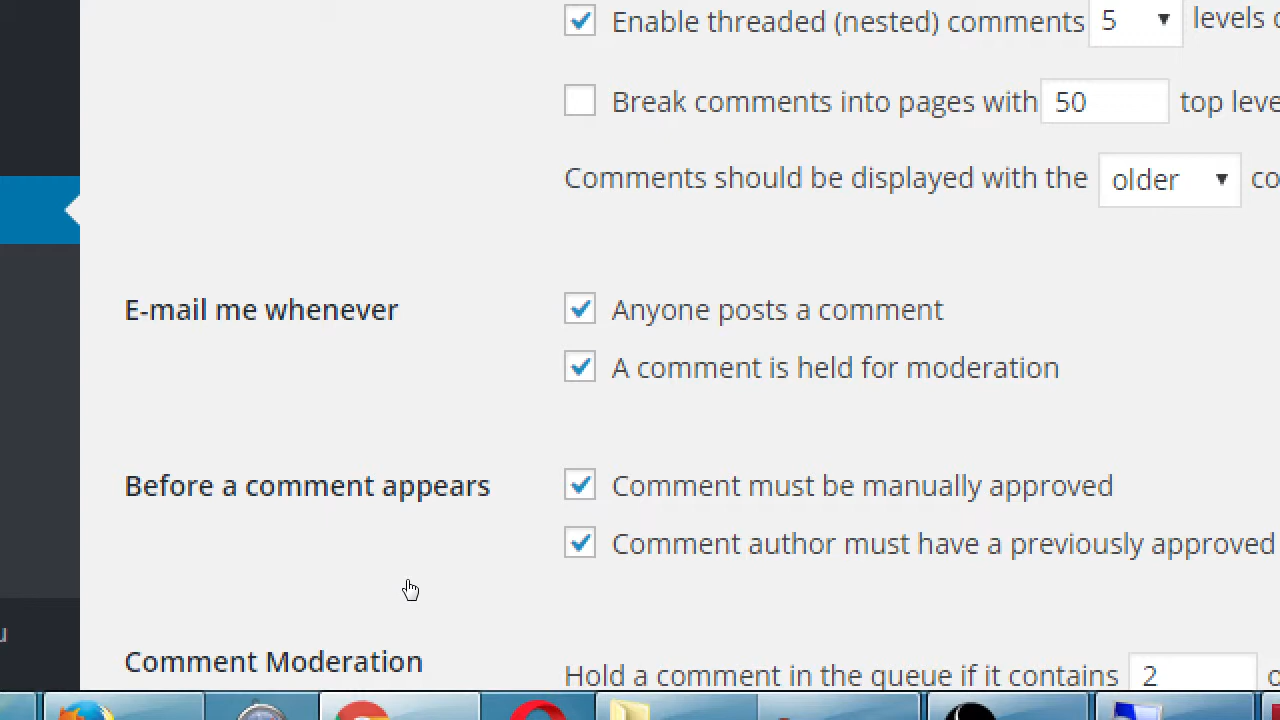 Enable threaded (nested) comments 5 levels
Break comments into pages with 50 top
Comments should be displayed with the older
E-mail me whenever
Anyone posts a comment
A comment is held for moderation
Before a comment appears
Comment must be manually approved
Comment author must have a previously approved
Comment Moderation
Hold a comment in the queue if it contains 2